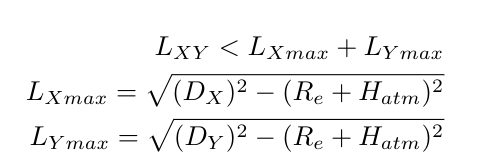 L_{XY} < L_{Xmax} + L_{Ymax}
L_{Xmax} = \sqrt{(D_X)^2 - (R_e + H_{atm})^2}
L_{Ymax} = \sqrt{(D_Y)^2 - (R_e + H_{atm})^2}